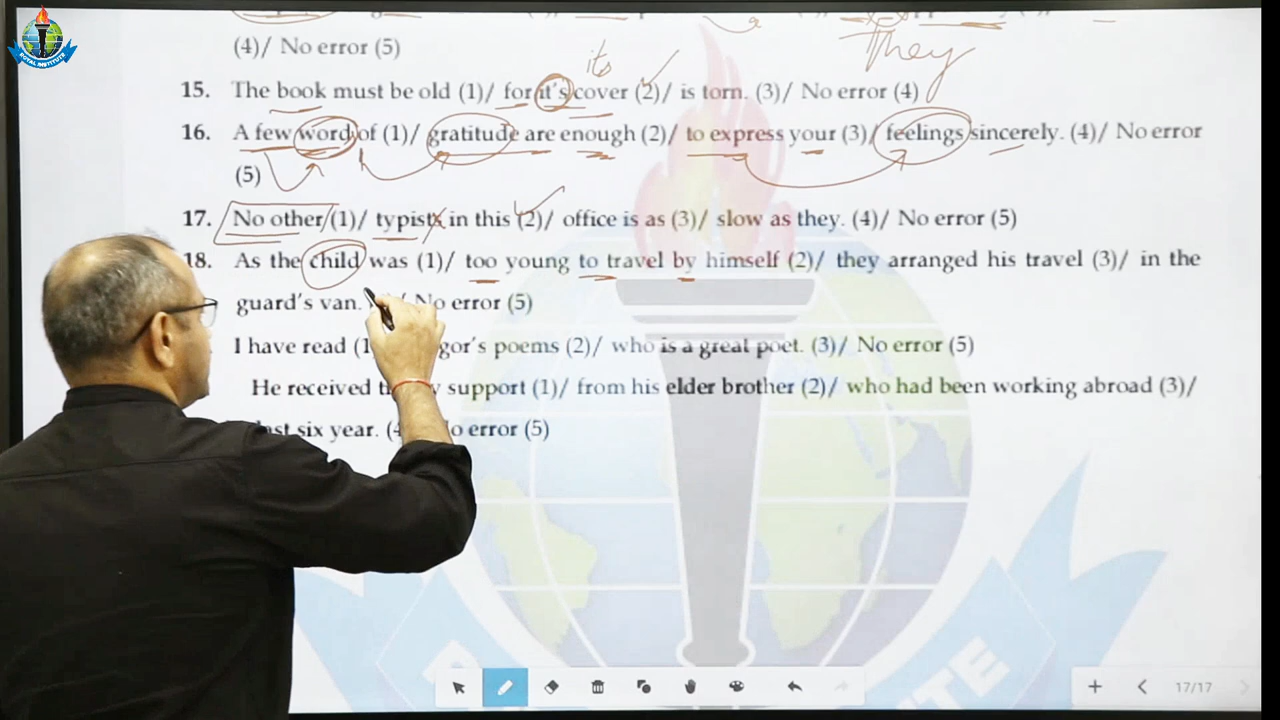 ROYAL INSTITUTE
(4)/ No error (5)
its
They
15. The book must be old (1)/ for it's cover (2)/ is torn. (3)/ No error (4)
16. A few word of (1)/ gratitude are enough (2)/ to express your (3)/ feelings sincerely. (4)/ No error
(5)
17. No other (1)/ typists in this (2)/ office is as (3)/ slow as they. (4)/ No error (5)
18. As the child was (1)/ too young to travel by himself (2)/ they arranged his travel (3)/ in the
guard's van. / No error (5)
I have read (1 gor's poems (2)/ who is a great poet. (3)/ No error (5)
He received support (1)/ from his elder brother (2)/ who had been working abroad (3)/
last six year. (4 No error (5)
17/17